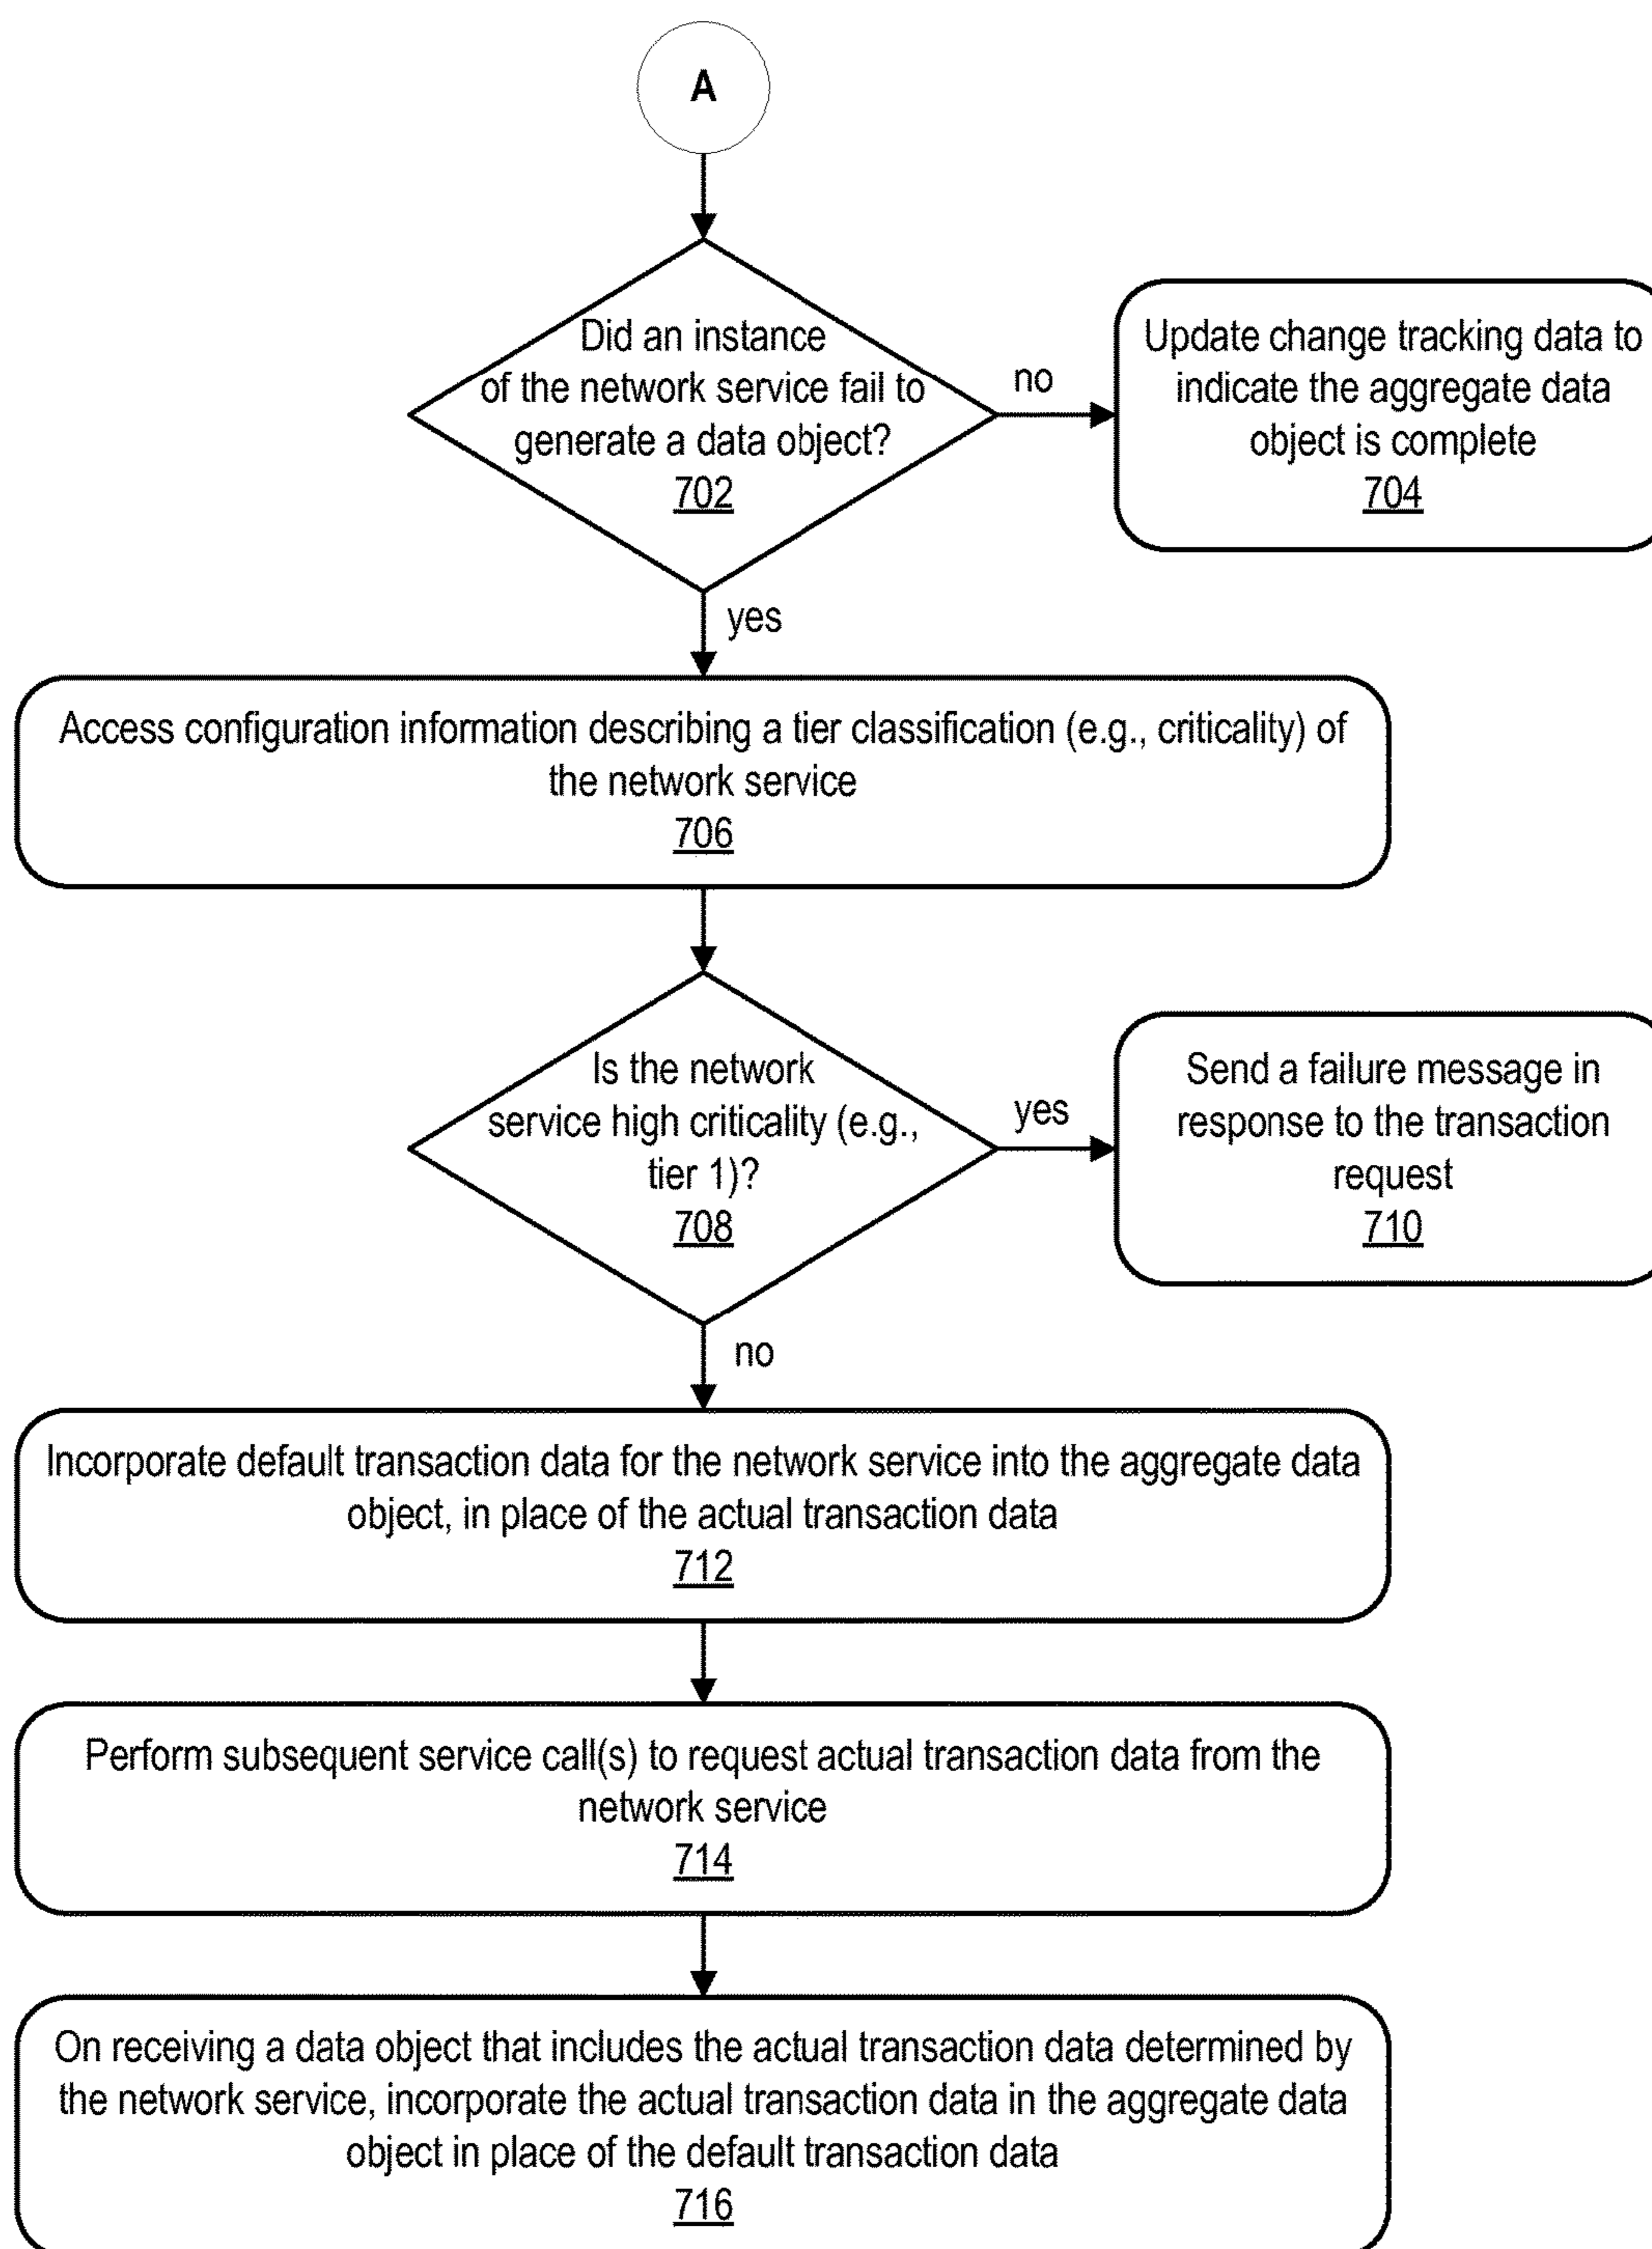 A
Did an instance
of the network service fail to
generate a data object?
702
no
Update change tracking data to
indicate the aggregate data
object is complete
704
yes
Access configuration information describing a tier classification (e.g., criticality) of
the network service
706
Is the network
service high criticality (e.g.,
tier 1)?
708
yes
Send a failure message in
response to the transaction
request
710
no
Incorporate default transaction data for the network service into the aggregate data
object, in place of the actual transaction data
712
Perform subsequent service call(s) to request actual transaction data from the
network service
714
On receiving a data object that includes the actual transaction data determined by
the network service, incorporate the actual transaction data in the aggregate data
object in place of the default transaction data
716